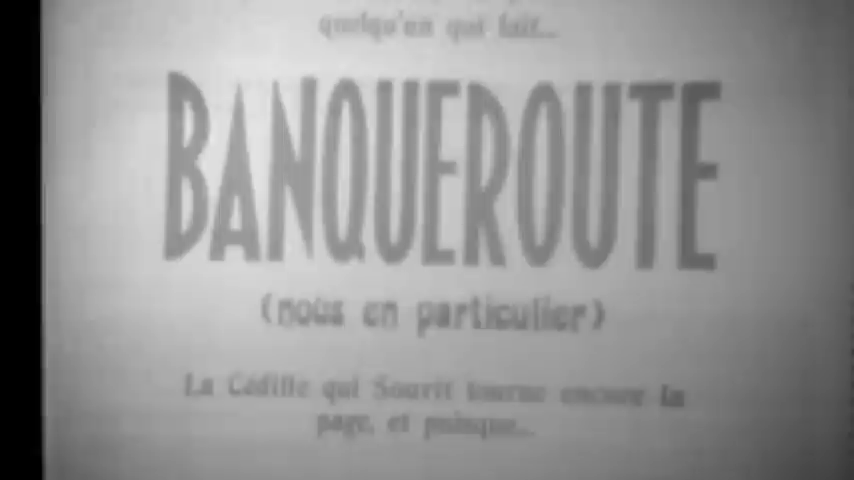 quelqu'un qui fait...
BANQUEROUTE
(nous en particulier)
La Cédille qui Sourit tourne encore la
page, et puisque...